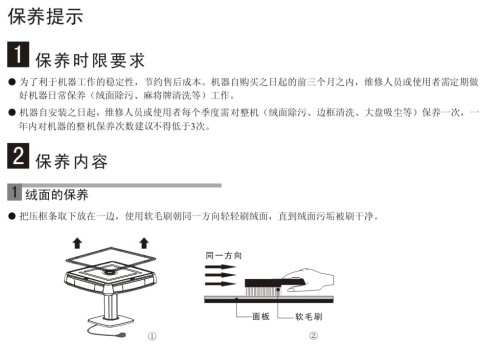 保养提示
1 保养时限要求
● 为了利于机器工作的稳定性，节约售后成本。机器自购买之日起的前三个月之内，维修人员或使用者需定期做
好机器日常保养（绒面除污、麻将牌清洗等）工作。
● 机器自安装之日起，维修人员或使用者每个季度需对整机（绒面除污、边框清洗、大盘吸尘等）保养一次，一
年内对机器的整机保养次数建议不得低于3次。
2 保养内容
1 绒面的保养
● 把压框条取下放在一边，使用软毛刷朝同一方向轻轻刷绒面，直到绒面污垢被刷干净。
同一方向
面板
软毛刷
①
②